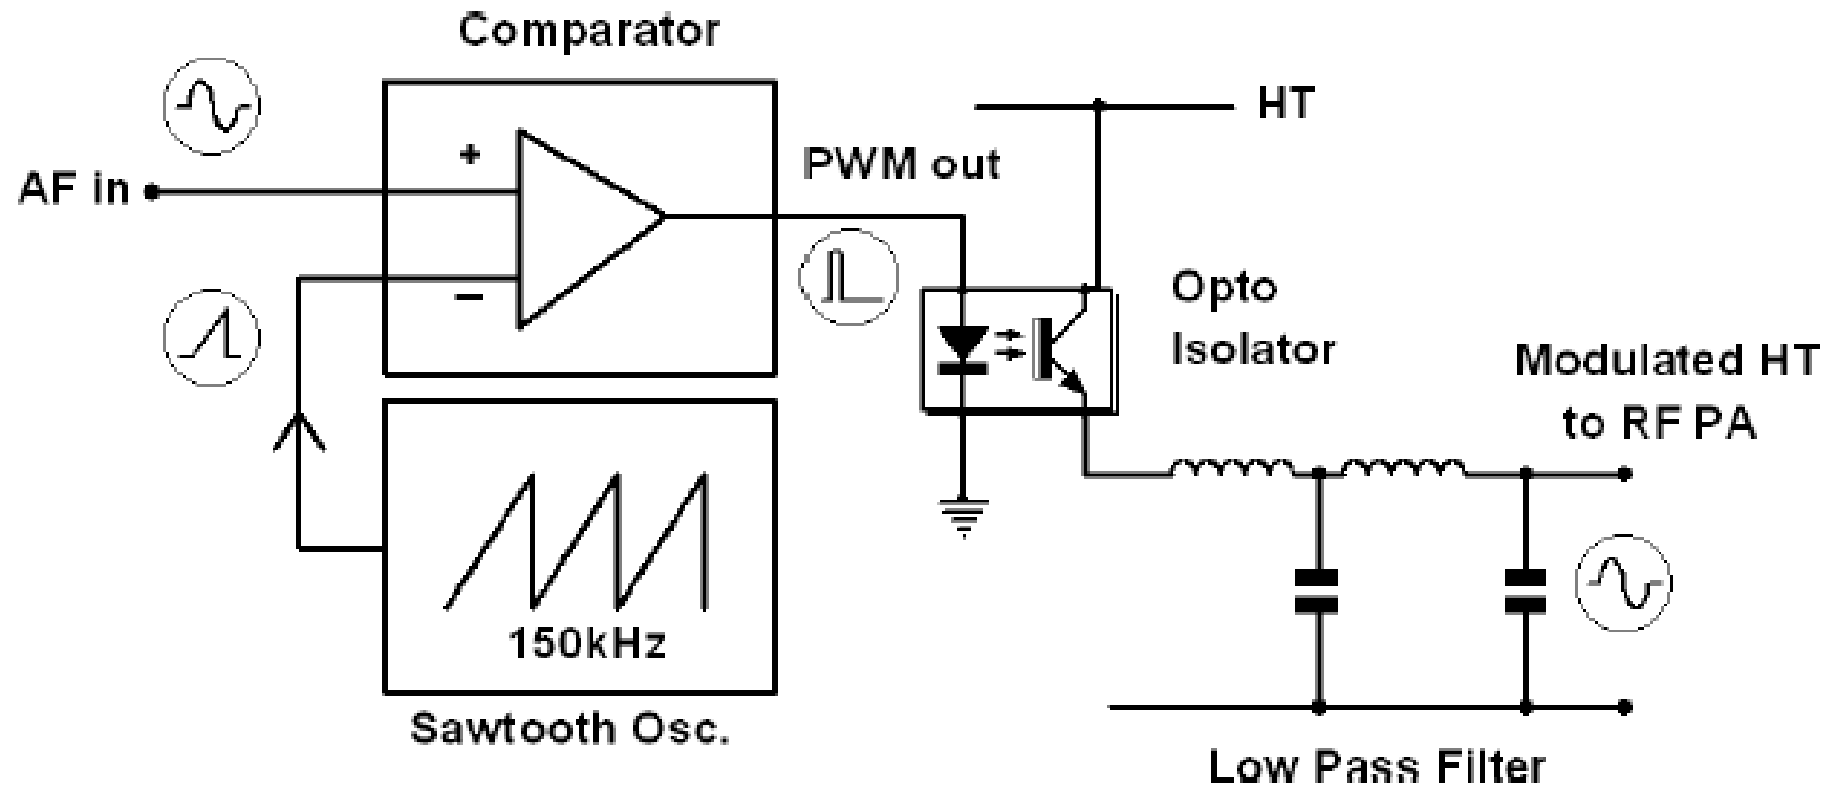 Comparator
HT
AF in
+
PWM out
−
Opto
Isolator
Modulated HT
to RF PA
150kHz
Sawtooth Osc.
Low Pass Filter